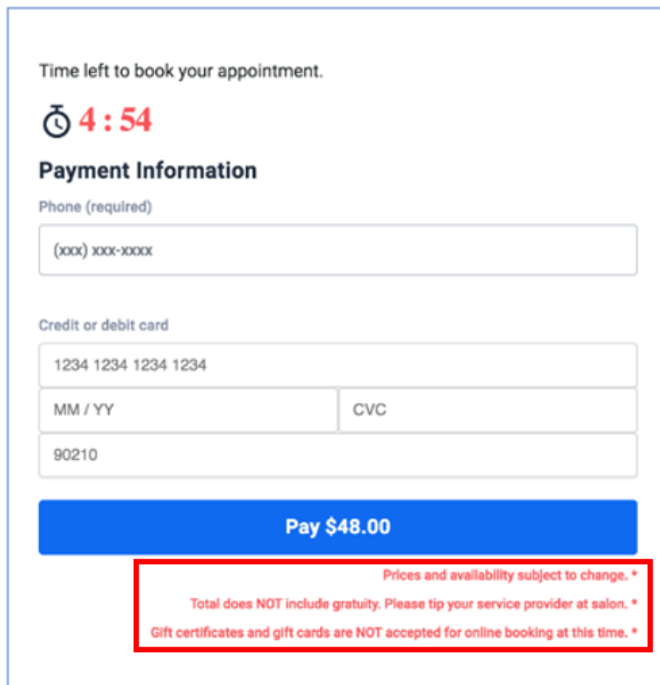 Time left to book your appointment.
4 : 54
Payment Information
Phone (required)
(xxx) xxx-xxxx
Credit or debit card
1234 1234 1234 1234
MM / YY CVC
90210
Pay $48.00
Prices and availability subject to change. *
Total does NOT include gratuity. Please tip your service provider at salon. *
Gift certificates and gift cards are NOT accepted for online booking at this time. *